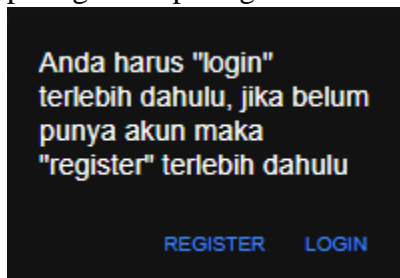 Anda harus "login"
terlebih dahulu, jika belum
punya akun maka
"register" terlebih dahulu
REGISTER LOGIN